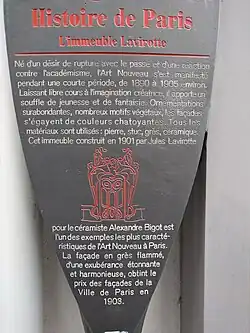 Histoire de Paris
L'immeuble Lavirotte
Né d'un désir de rupture avec le passé et d'une réaction
contre l'académisme, l'Art Nouveau s'est manifesté
pendant une courte période, de 1890 à 1905 environ.
Laissant libre cours à l'imagination créatrice, il apporte un
souffle de jeunesse et de fantaisie. Ornementations
surabondantes, nombreux motifs végétaux, les façades
s'égayent de couleurs chatoyantes. Tous les
matériaux sont utilisés : pierre, stuc, grès, céramique.
Cet immeuble construit en 1901 par Jules Lavirotte
pour le céramiste Alexandre Bigot est
l'un des exemples les plus caracté-
ristiques de l'Art Nouveau à Paris.
La façade en grès flammé,
d'une exubérance étonnante
et harmonieuse, obtint le
prix des façades de la
Ville de Paris en
1903.